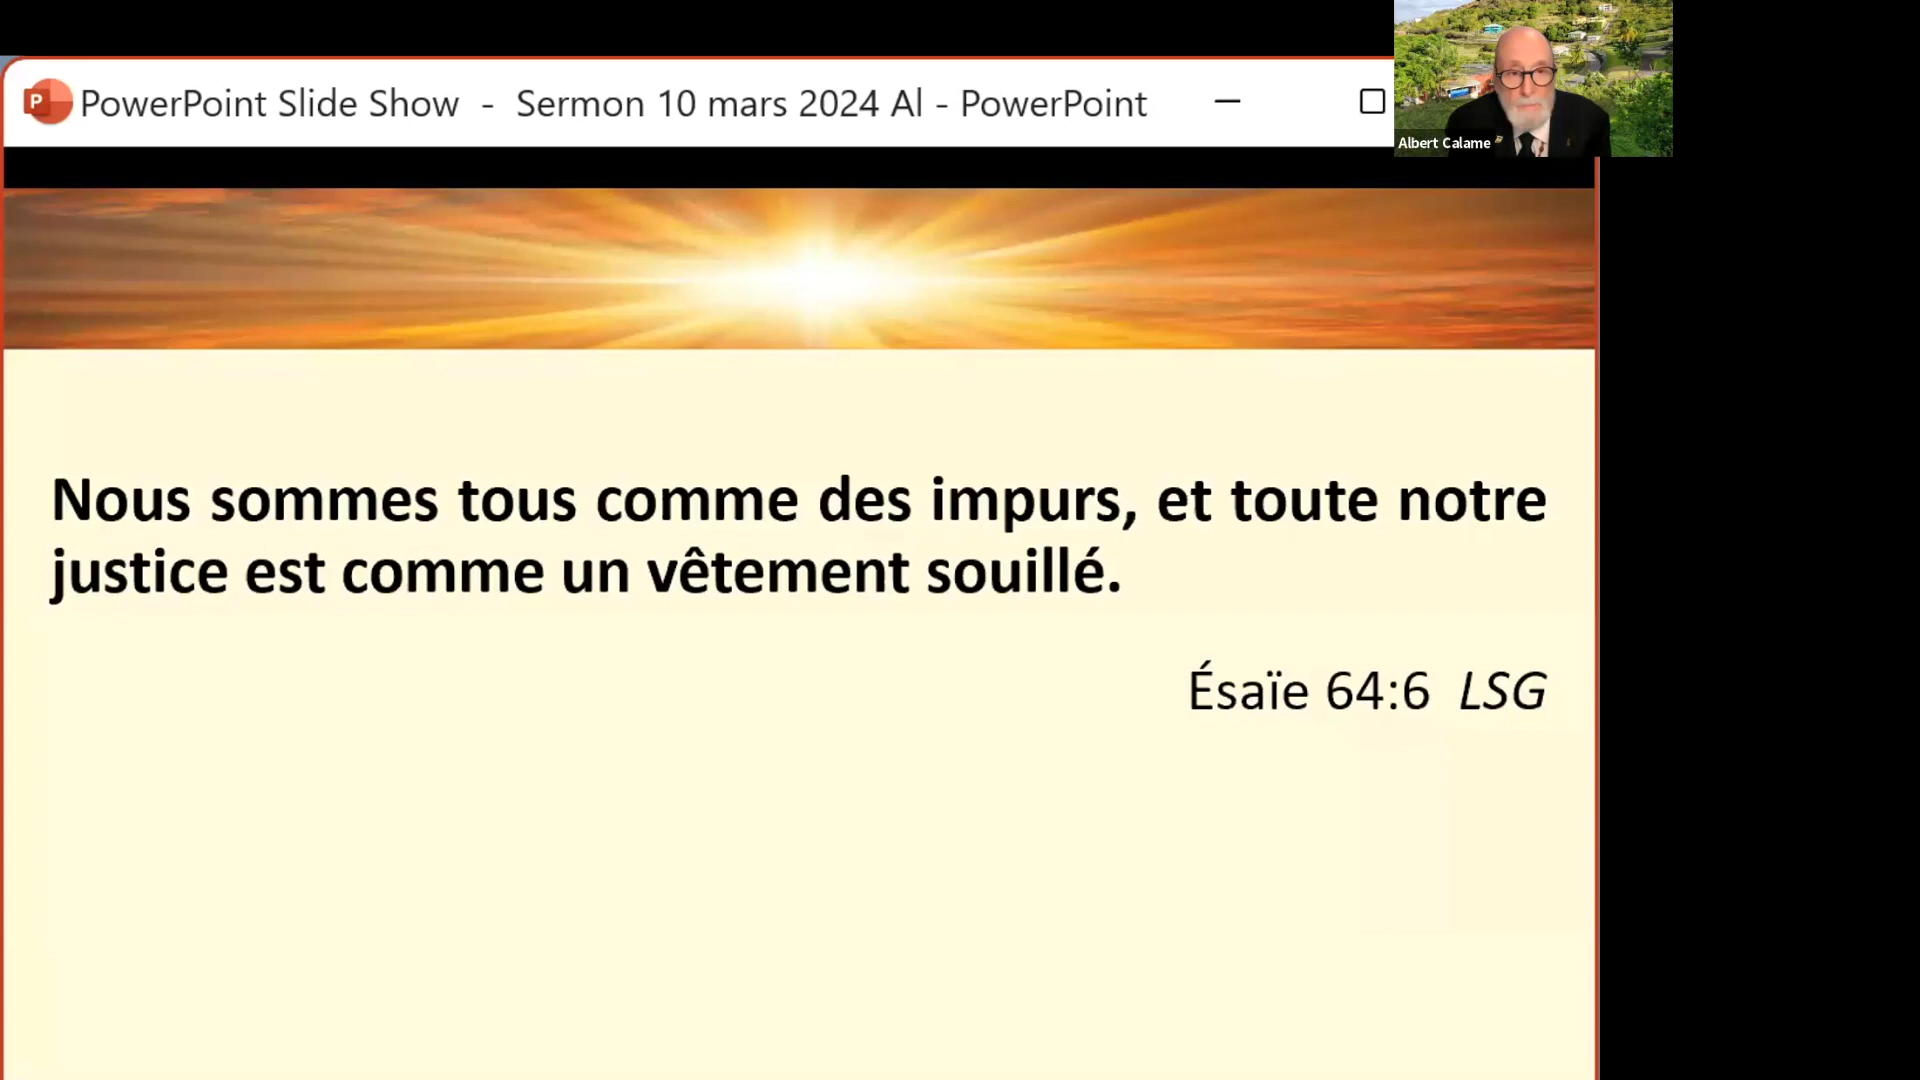 PowerPoint Slide Show - Sermon 10 mars 2024 Al - PowerPoint
Albert Calame
Nous sommes tous comme des impurs, et toute notre
justice est comme un vêtement souillé.
Ésaïe 64:6 LSG